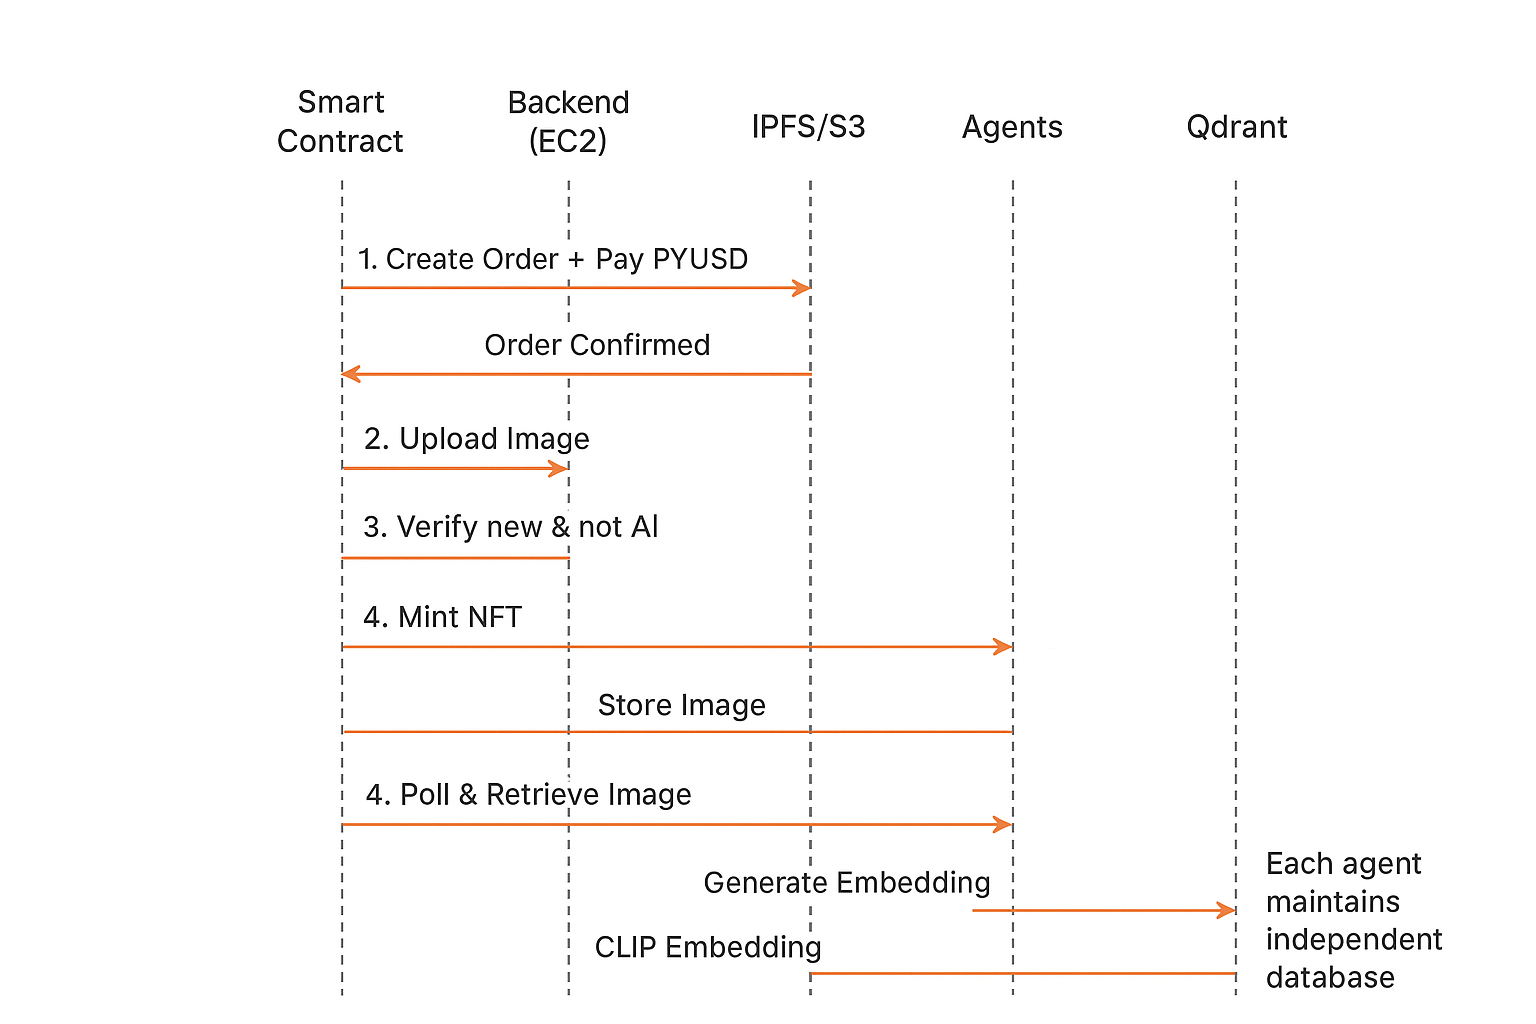 Smart
Contract
Backend
(EC2)
IPFS/S3
Agents
Qdrant
1. Create Order + Pay PYUSD
Order Confirmed
2. Upload Image
3. Verify new & not AI
4. Mint NFT
Store Image
4. Poll & Retrieve Image
Generate Embedding
CLIP Embedding
Each agent
maintains
independent
database